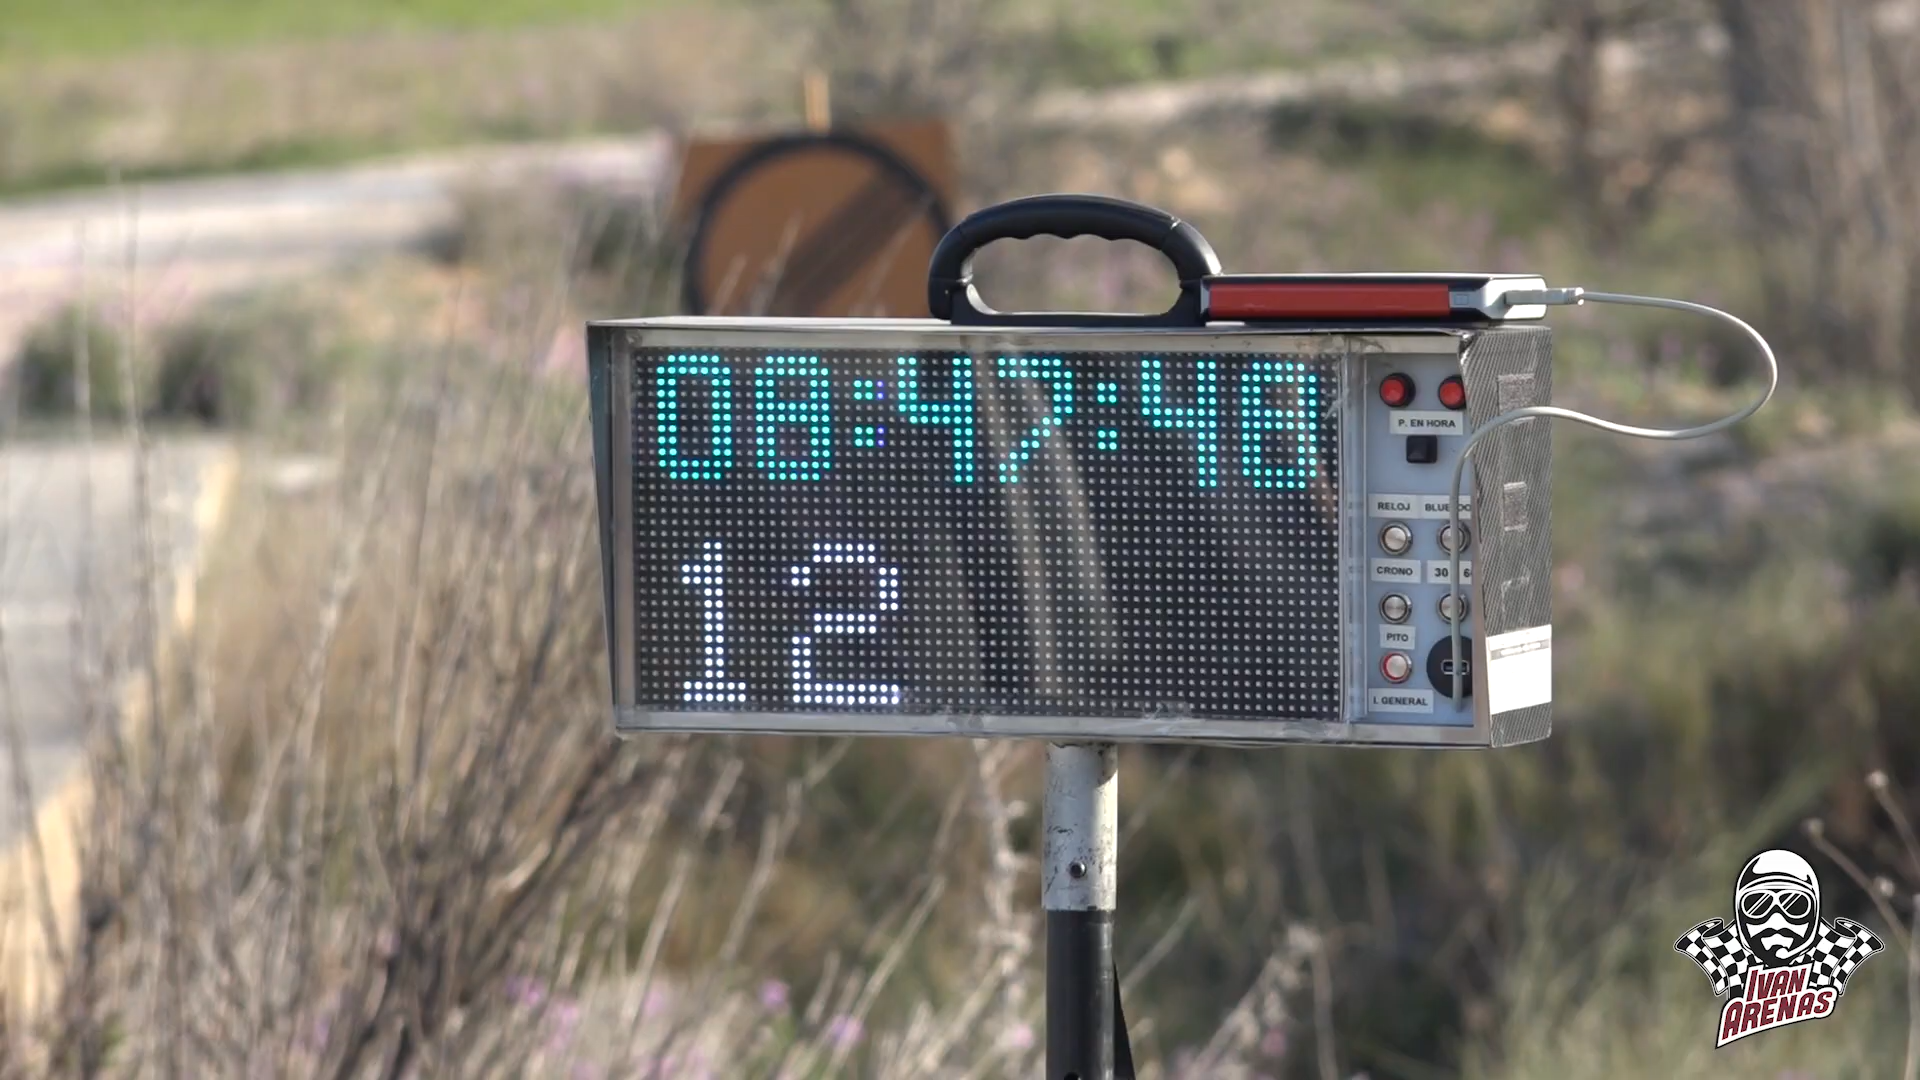 08:47:48
12
P. EN HORA
RELOJ
CRONO 30
PITO
I. GENERAL
IVAN
ARENAS